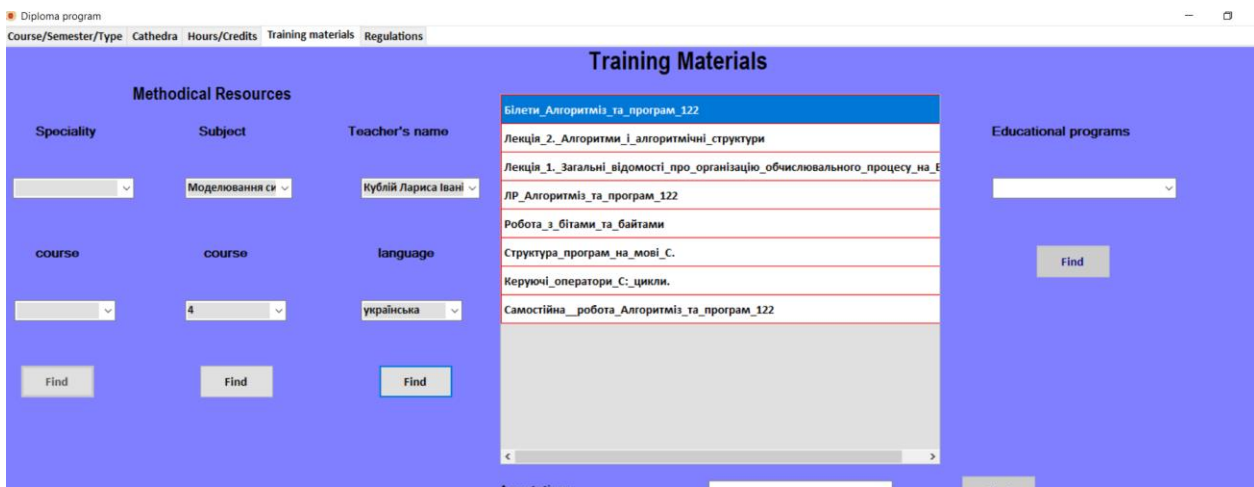 Diploma program
Course/Semester/Type Cathedra Hours/Credits Training materials Regulations
Training Materials
Methodical Resources
Speciality Subject Teacher's name
Моделювання си Кублій Лариса Івані
course course language
4 українська
Find Find Find
Білети_Алгоритміз_та_програм_122
Лекція_2._Алгоритми_і_алгоритмічні_структури
Лекція_1._Загальні_відомості_про_організацію_обчислювального_процесу_на_Е
ЛР_Алгоритміз_та_програм_122
Робота_з_бітами_та_байтами
Структура_програм_на_мові_С.
Керуючі_оператори_С:_цикли.
Самостійна__робота_Алгоритміз_та_програм_122
Educational programs
Find